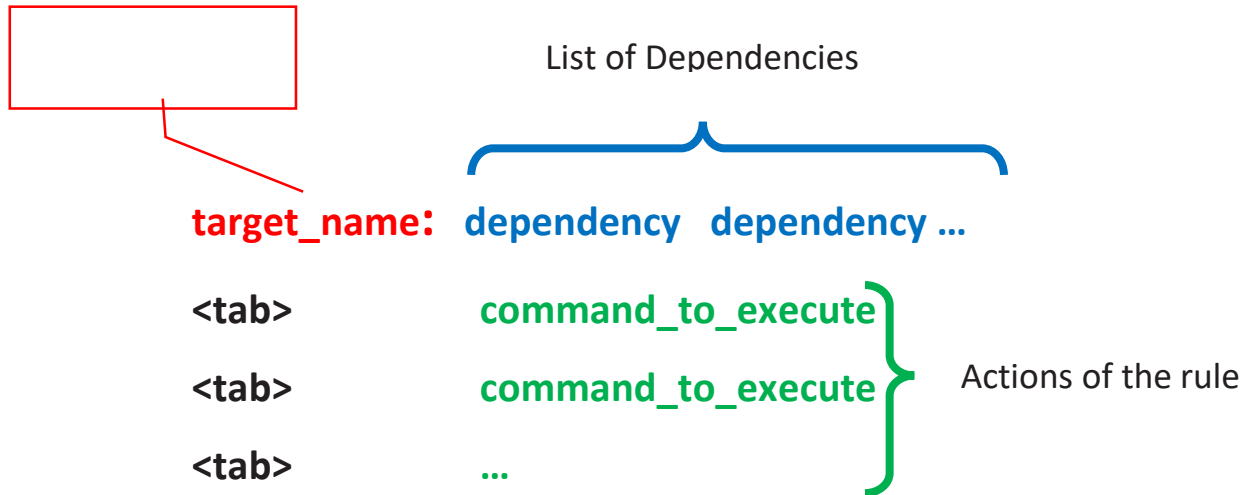 List of Dependencies
target_name: dependency dependency …
<tab> command_to_execute
<tab> command_to_execute
Actions of the rule
<tab> …